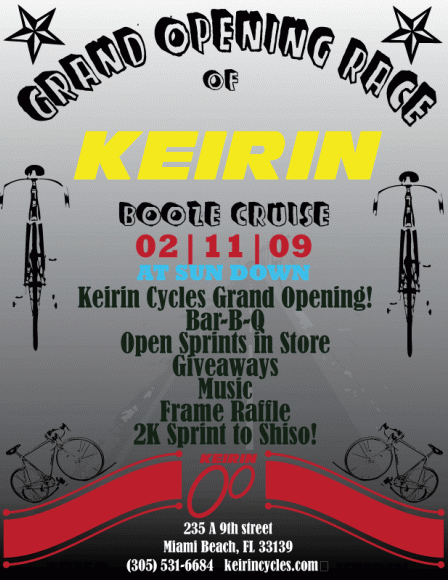 GRAND OPENING RACE
OF
KEIRIN
BOOZE CRUISE
02|11|09
AT SUN DOWN
Keirin Cycles Grand Opening!
Bar-B-Q
Open Sprints in Store
Giveaways
Music
Frame Raffle
2K Sprint to Shiso!
KEIRIN
235 A 9th street
Miami Beach, FL 33139
(305) 531-6684 keirincycles.com